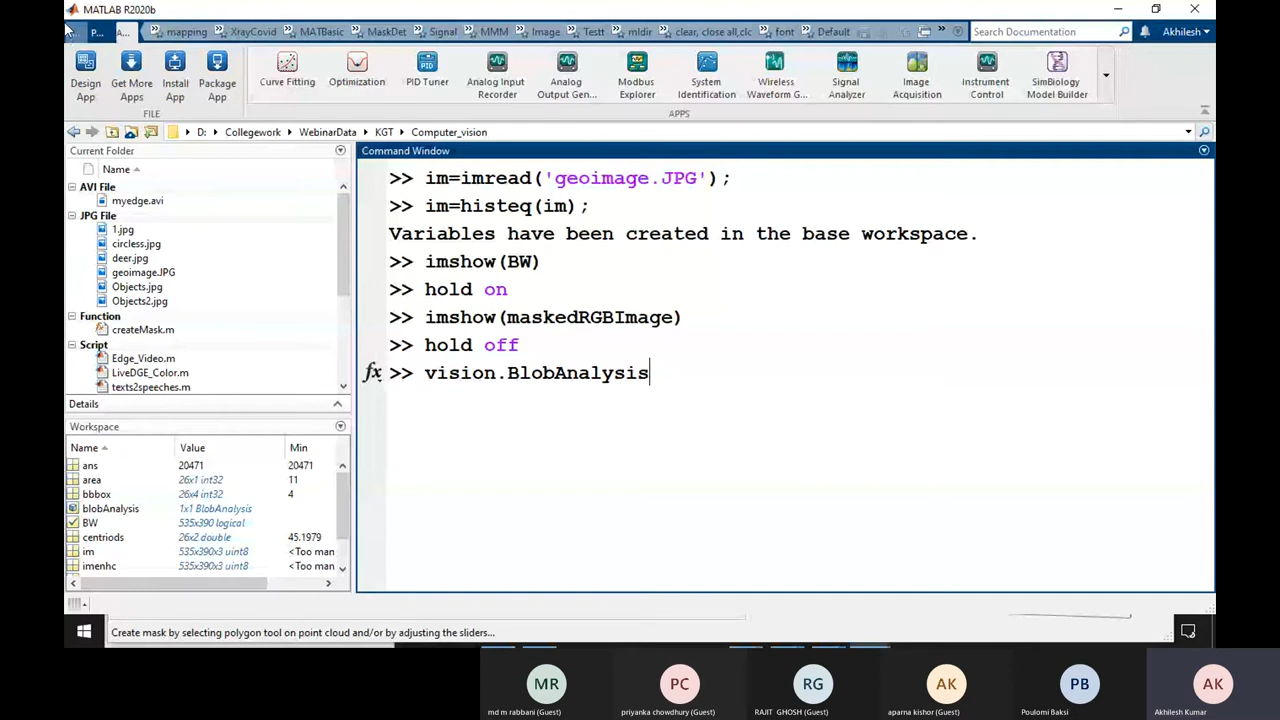 MATLAB R2020b
P...
A...
mapping
XrayCovid
MATBasic
MaskDet
Signal
MMM
Image
Testt
mldir
clear, close all,clc
font
Default
Search Documentation
Akhilesh
Design App
Get More Apps
Install App
Package App
Curve Fitting
Optimization
PID Tuner
Analog Input Recorder
Analog Output Gen...
Modbus Explorer
System Identification
Wireless Waveform G...
Signal Analyzer
Image Acquisition
Instrument Control
SimBiology Model Builder
FILE
APPS
D: Collegework WebinarData KGT Computer_vision
Current Folder
Name
AVI File
myedge.avi
JPG File
1.jpg
circless.jpg
deer.jpg
geoimage.JPG
Objects.jpg
Objects2.jpg
Function
createMask.m
Script
Edge_Video.m
LiveDGE_Color.m
texts2speeches.m
Details
Workspace
Name Value Min
ans 20471 20471
area 26x1 int32 11
bbbox 26x4 int32 4
blobAnalysis 1x1 BlobAnalysis
BW 535x390 logical
centriods 26x2 double 45.1979
im 535x390x3 uint8 <Too man
imenhc 535x390x3 uint8 <Too man
Command Window
>> im=imread('geoimage.JPG');
>> im=histeq(im);
Variables have been created in the base workspace.
>> imshow(BW)
>> hold on
>> imshow(maskedRGBImage)
>> hold off
fx >> vision.BlobAnalysis
Create mask by selecting polygon tool on point cloud and/or by adjusting the sliders...
MR
md m rabbani (Guest)
PC
priyanka chowdhury (Guest)
RG
RAJIT GHOSH (Guest)
AK
aparna kishor (Guest)
PB
Poulomi Baksi
AK
Akhilesh Kumar